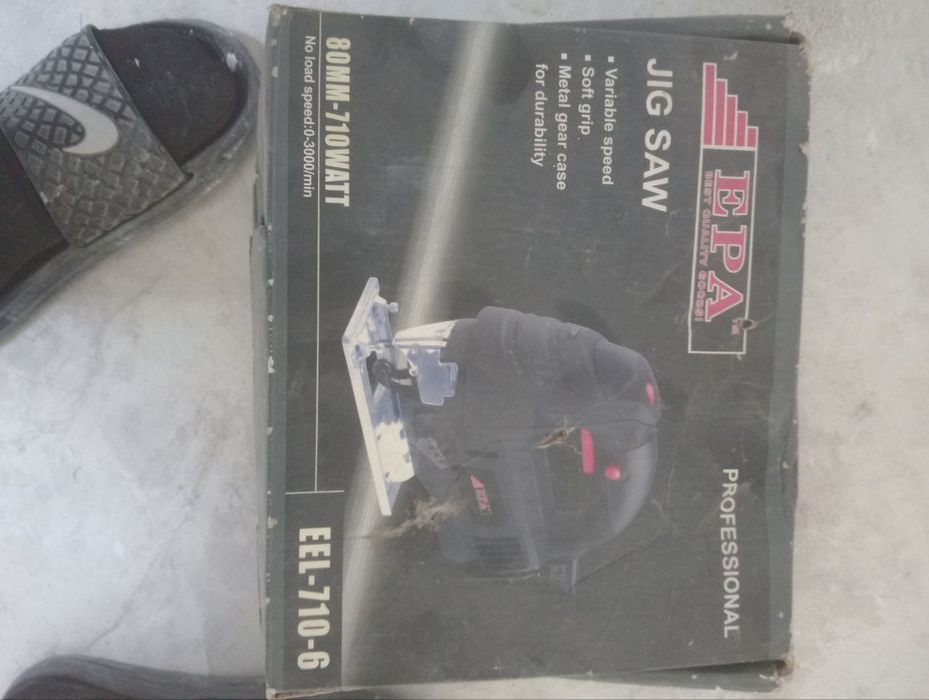 EPA™
BEST QUALITY GOODS!
PROFESSIONAL
JIG SAW
▪ Variable speed
▪ Soft grip
▪ Metal gear case
for durability
EPA
80MM-710WATT
No load speed:0-3000/min
EEL-710-6